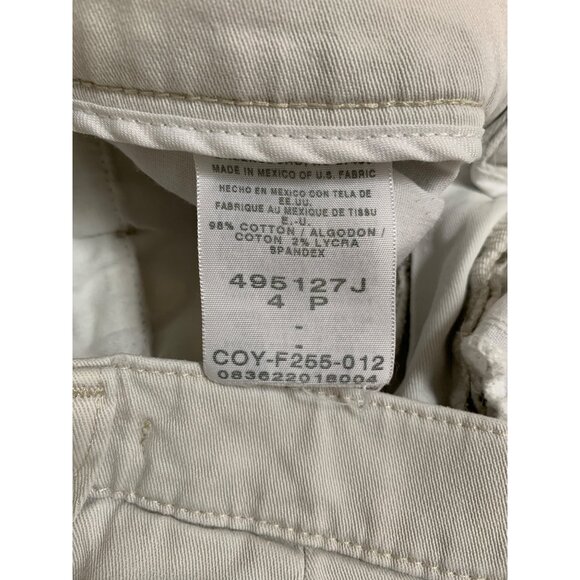 MADE IN MEXICO OF U.S. FABRIC
HECHO EN MEXICO CON TELA DE
EE.UU.
FABRIQUE AU MEXIQUE DE TISSU
E.-U.
98% COTTON / ALGODON /
COTON 2% LYCRA
SPANDEX
495127J
4 P
-
-
COY-F255-012
083622018004